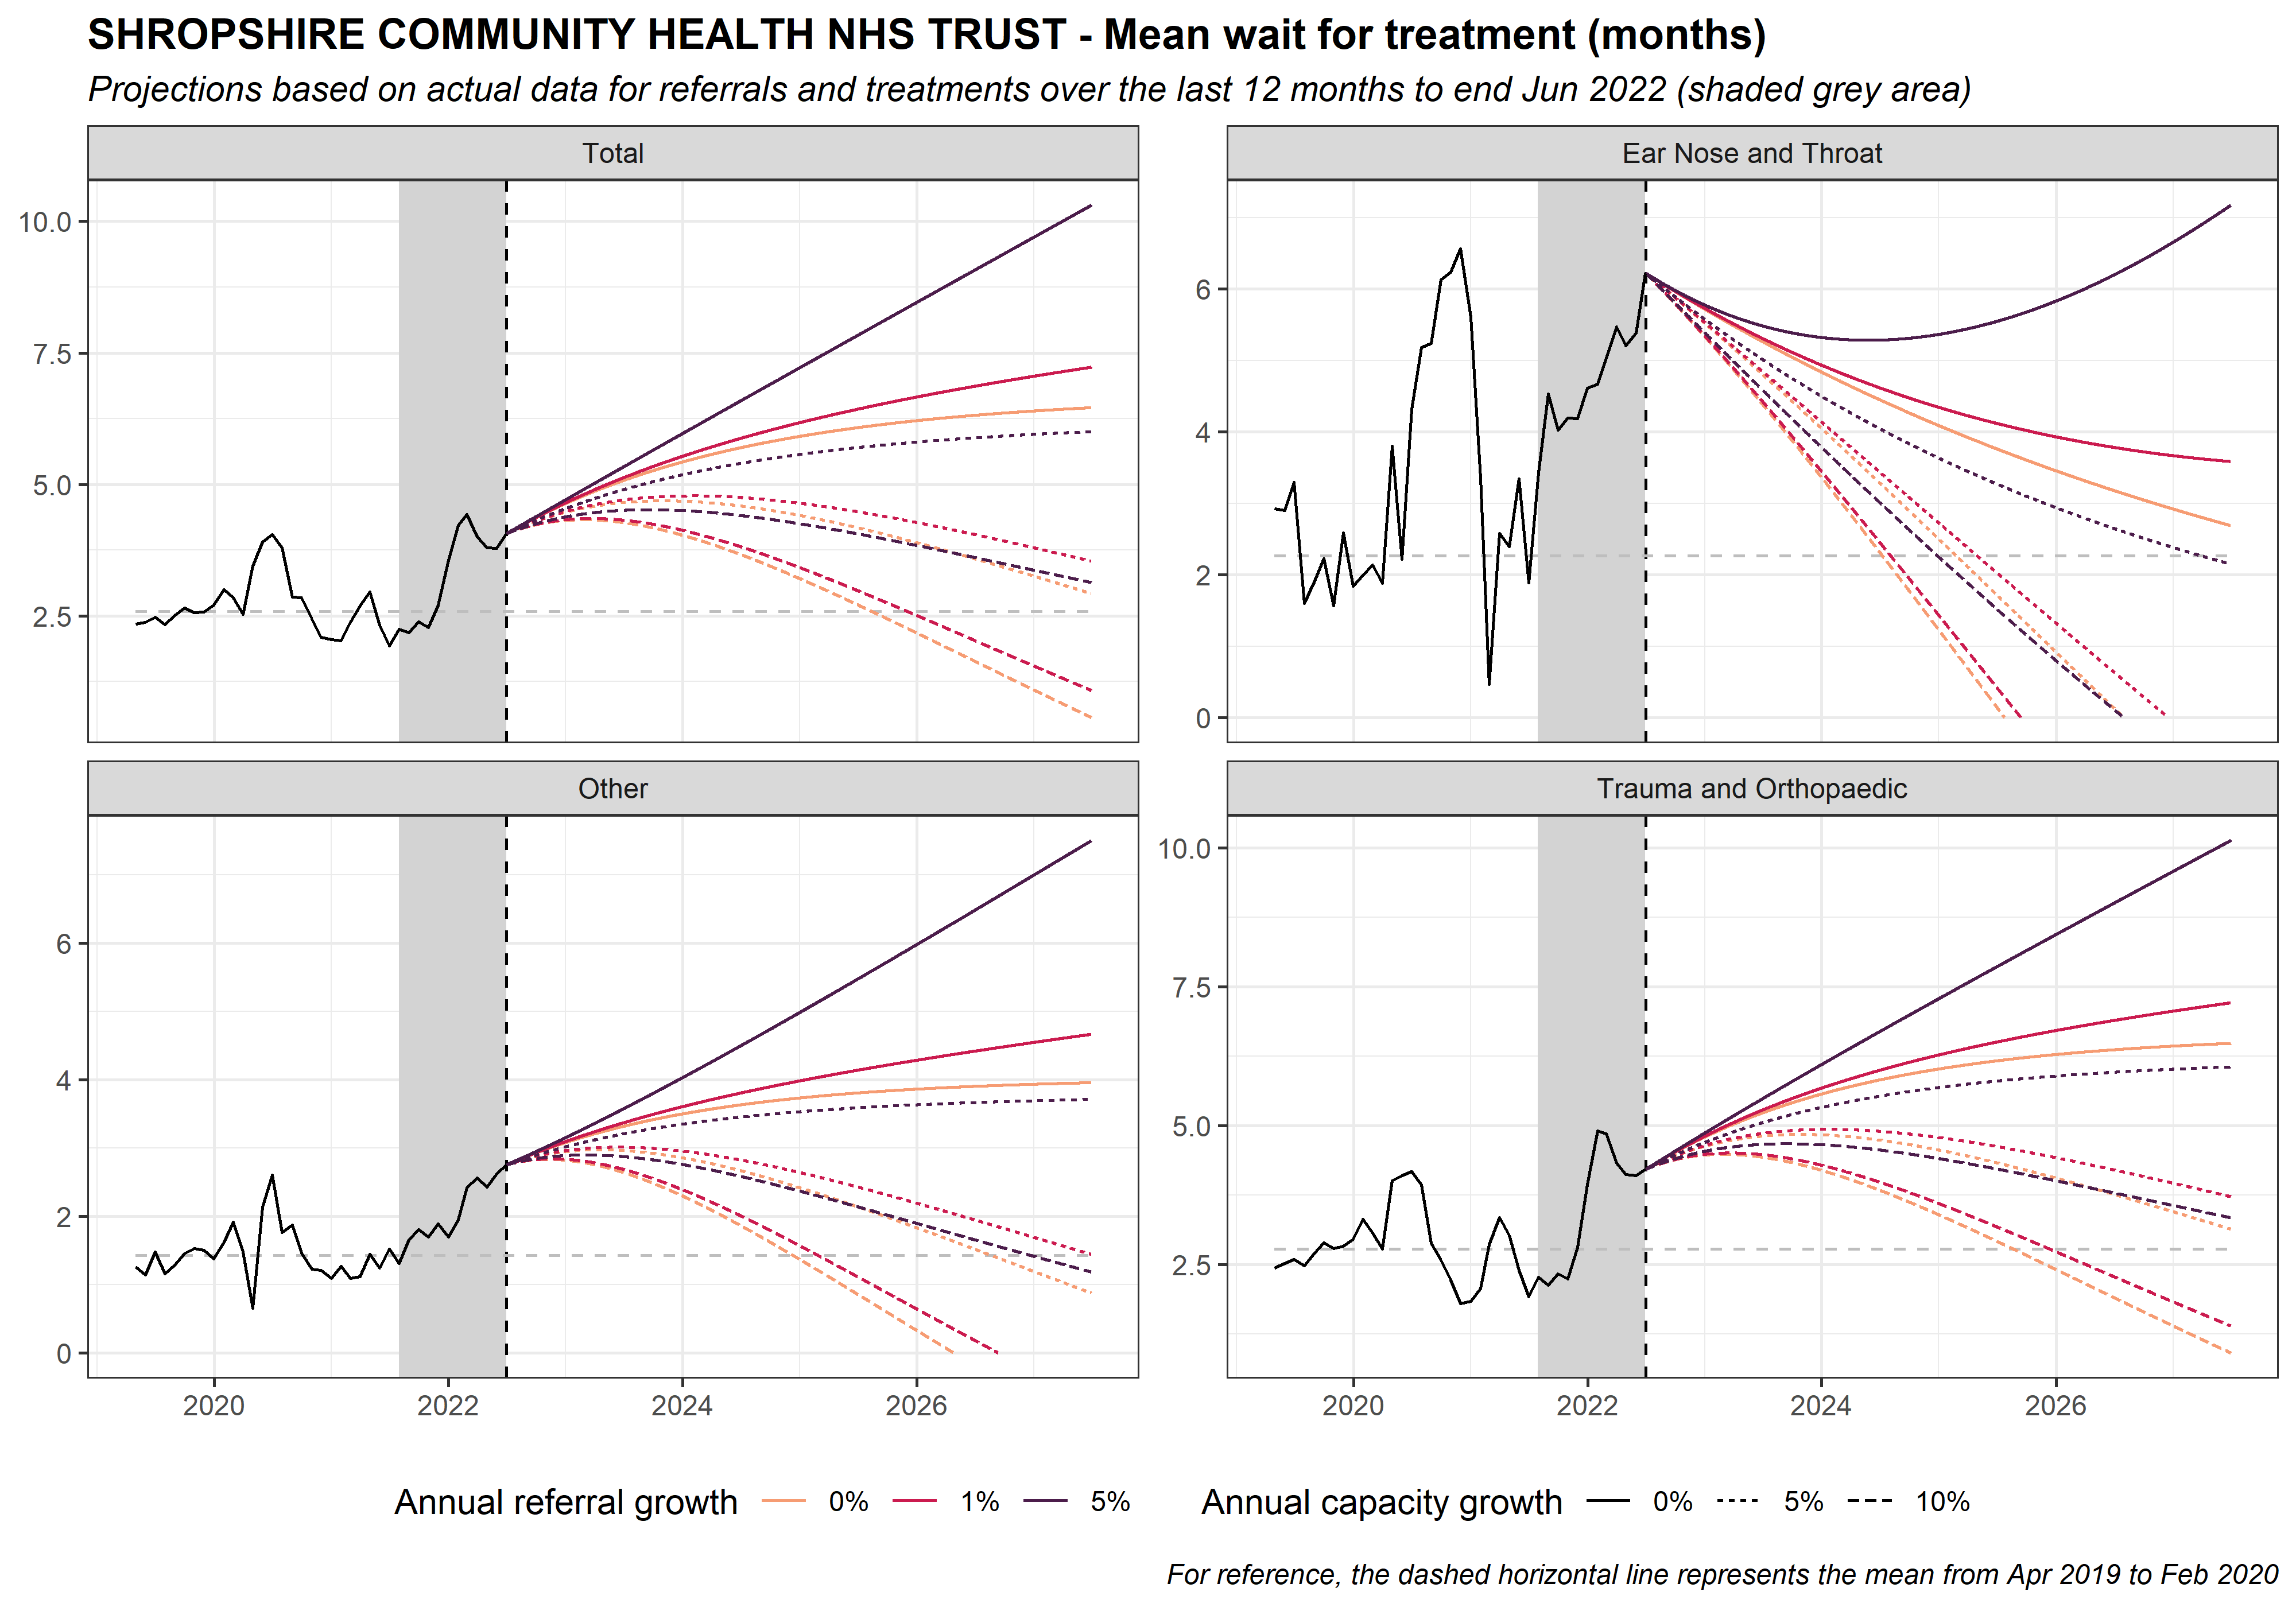 SHROPSHIRE COMMUNITY HEALTH NHS TRUST - Mean wait for treatment (months)
Projections based on actual data for referrals and treatments over the last 12 months to end Jun 2022 (shaded grey area)
Total
10.0
7.5
5.0
2.5
Ear Nose and Throat
6
4
2
0
Other
6
4
2
0
2020 2022 2024 2026
Trauma and Orthopaedic
10.0
7.5
5.0
2.5
2020 2022 2024 2026
Annual referral growth 0% 1% 5% Annual capacity growth 0% 5% 10%
For reference, the dashed horizontal line represents the mean from Apr 2019 to Feb 2020